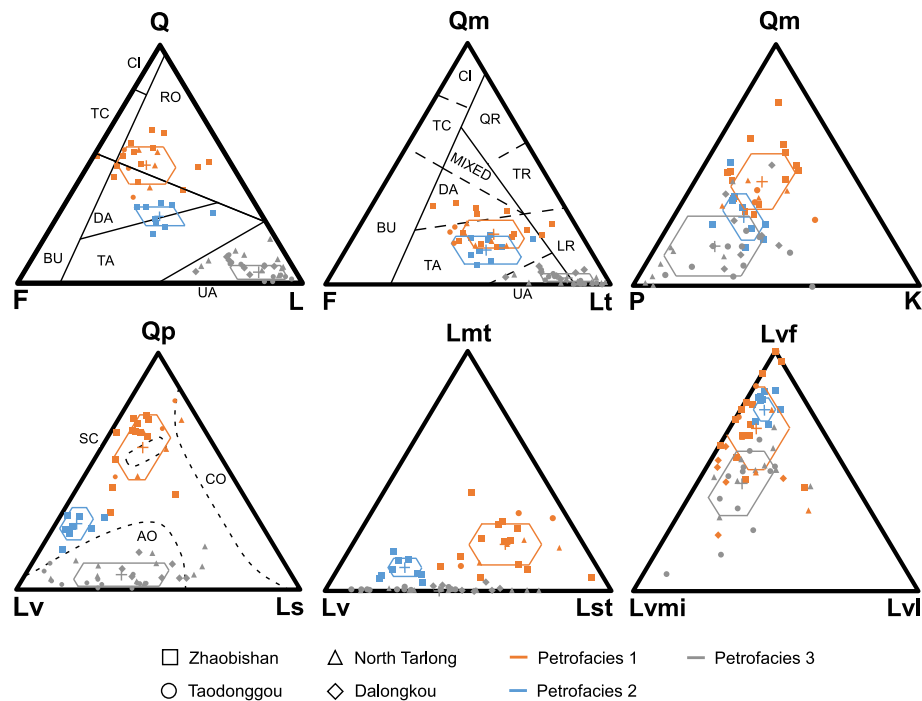 Q
CI
TC
RO
DA
BU
TA
F
UA
L
Qm
CI
TC
QR
MIXED
TR
DA
BU
TA
LR
F
UA
Lt
Qm
P
K
Qp
SC
CO
AO
Lv
Ls
Lmt
Lv
Lst
Lvf
Lvmi
Lvl
Zhaobishan
North Tarlong
Petrofacies 1
Petrofacies 3
Taodonggou
Dalongkou
Petrofacies 2